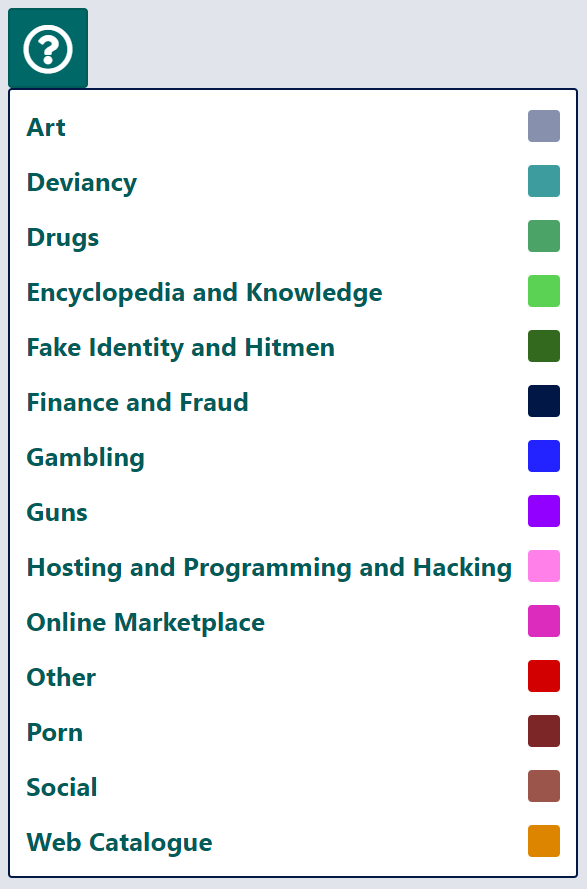 Art
Deviancy
Drugs
Encyclopedia and Knowledge
Fake Identity and Hitmen
Finance and Fraud
Gambling
Guns
Hosting and Programming and Hacking
Online Marketplace
Other
Porn
Social
Web Catalogue